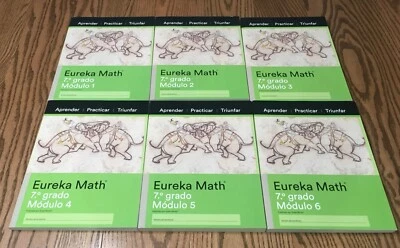 Aprender Practicar Triunfar
Eureka Math
7.º grado
Módulo 1
Aprender Practicar Triunfar
Eureka Math
7.º grado
Módulo 2
Aprender Practicar Triunfar
Eureka Math
7.º grado
Módulo 3
Aprender Practicar Triunfar
Eureka Math
7.º grado
Módulo 4
Aprender Practicar Triunfar
Eureka Math
7.º grado
Módulo 5
Aprender Practicar Triunfar
Eureka Math
7.º grado
Módulo 6